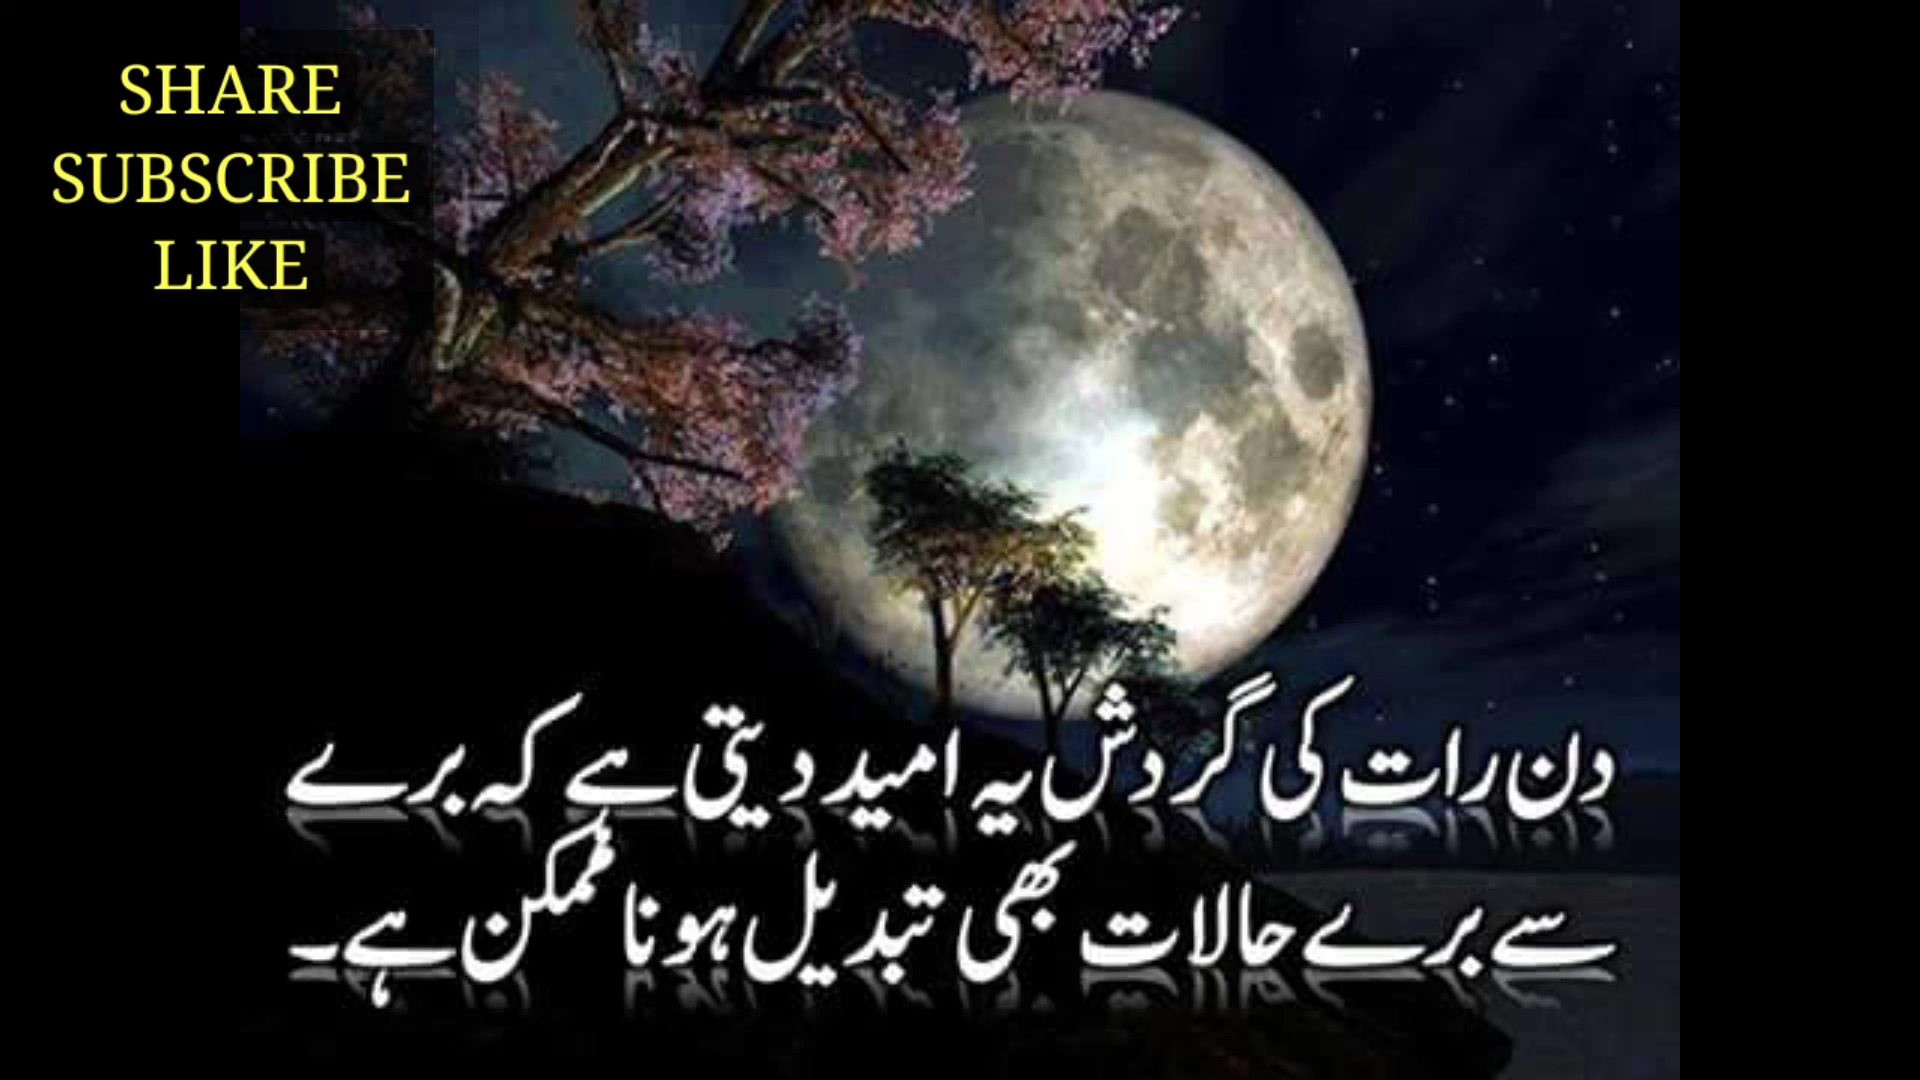 SHARE
SUBSCRIBE
LIKE
دن رات کی گردش یہ امید دیتی ہے کہ برے
سے برے حالات بھی تبدیل ہونا ممکن ہے۔